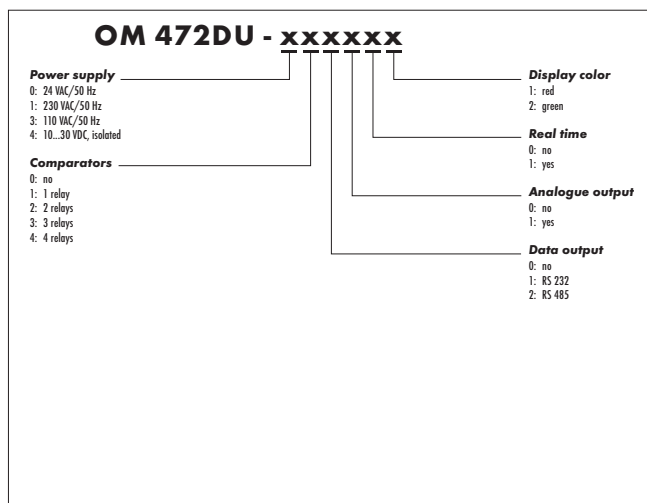 OM 472DU - xxxxxx
Power supply
0: 24 VAC/50 Hz
1: 230 VAC/50 Hz
3: 110 VAC/50 Hz
4: 10...30 VDC, isolated
Comparators
0: no
1: 1 relay
2: 2 relays
3: 3 relays
4: 4 relays
Display color
1: red
2: green
Real time
0: no
1: yes
Analogue output
0: no
1: yes
Data output
0: no
1: RS 232
2: RS 485